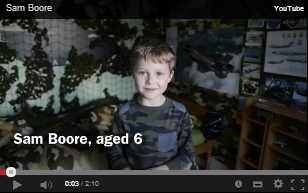 Sam Boore
YouTube
Sam Boore, aged 6
0:03 / 2:10